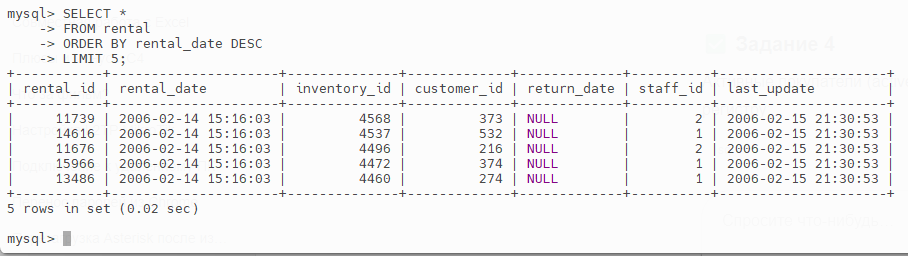 mysql> SELECT *
    -> FROM rental
    -> ORDER BY rental_date DESC
    -> LIMIT 5;
+-----------+---------------------+--------------+-------------+-------------+----------+---------------------+
| rental_id | rental_date         | inventory_id | customer_id | return_date | staff_id | last_update         |
+-----------+---------------------+--------------+-------------+-------------+----------+---------------------+
|     11739 | 2006-02-14 15:16:03 |         4568 |         373 | NULL        |        2 | 2006-02-15 21:30:53 |
|     14616 | 2006-02-14 15:16:03 |         4537 |         532 | NULL        |        1 | 2006-02-15 21:30:53 |
|     11676 | 2006-02-14 15:16:03 |         4496 |         216 | NULL        |        2 | 2006-02-15 21:30:53 |
|     15966 | 2006-02-14 15:16:03 |         4472 |         374 | NULL        |        1 | 2006-02-15 21:30:53 |
|     13486 | 2006-02-14 15:16:03 |         4460 |         274 | NULL        |        1 | 2006-02-15 21:30:53 |
+-----------+---------------------+--------------+-------------+-------------+----------+---------------------+
5 rows in set (0.02 sec)
mysql>
Задание 4